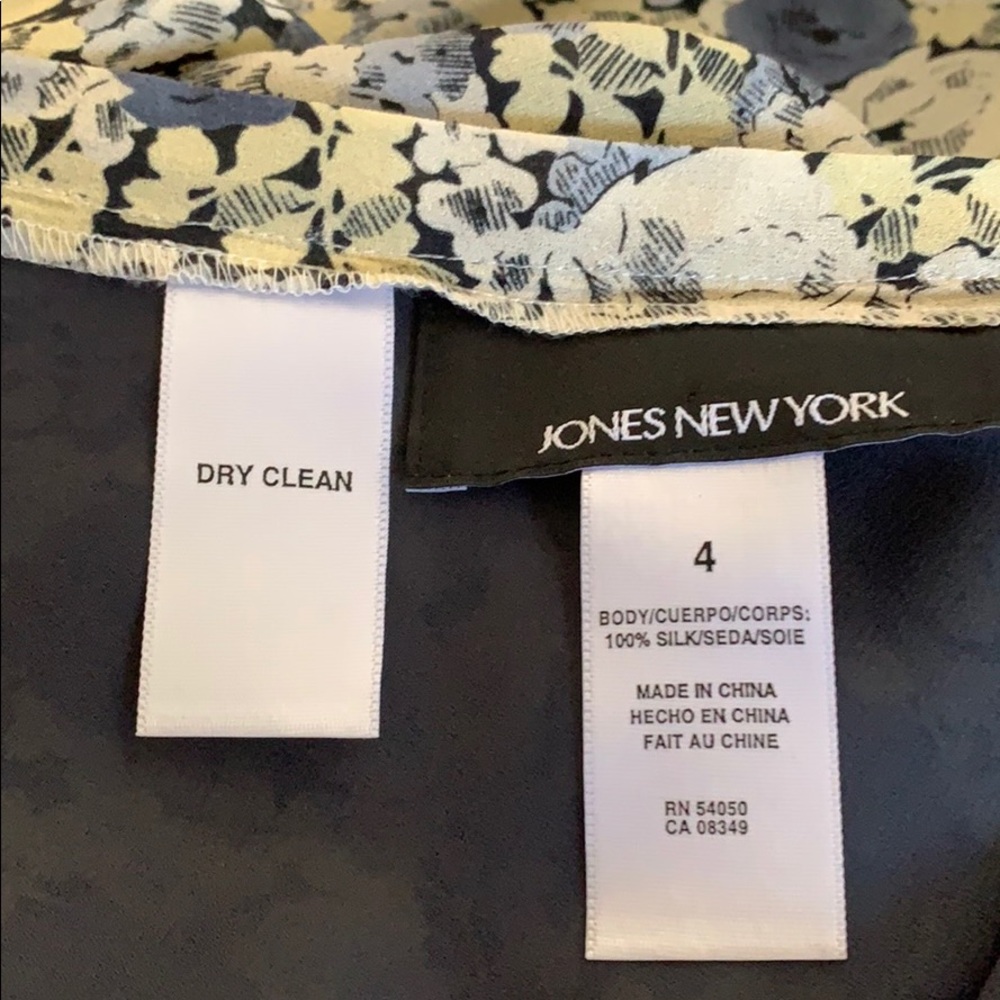 DRY CLEAN
JONES NEW YORK
4
BODY/CUERPO/CORPS:
100% SILK/SEDA/SOIE
MADE IN CHINA
HECHO EN CHINA
FAIT AU CHINE
RN 54050
CA 08349